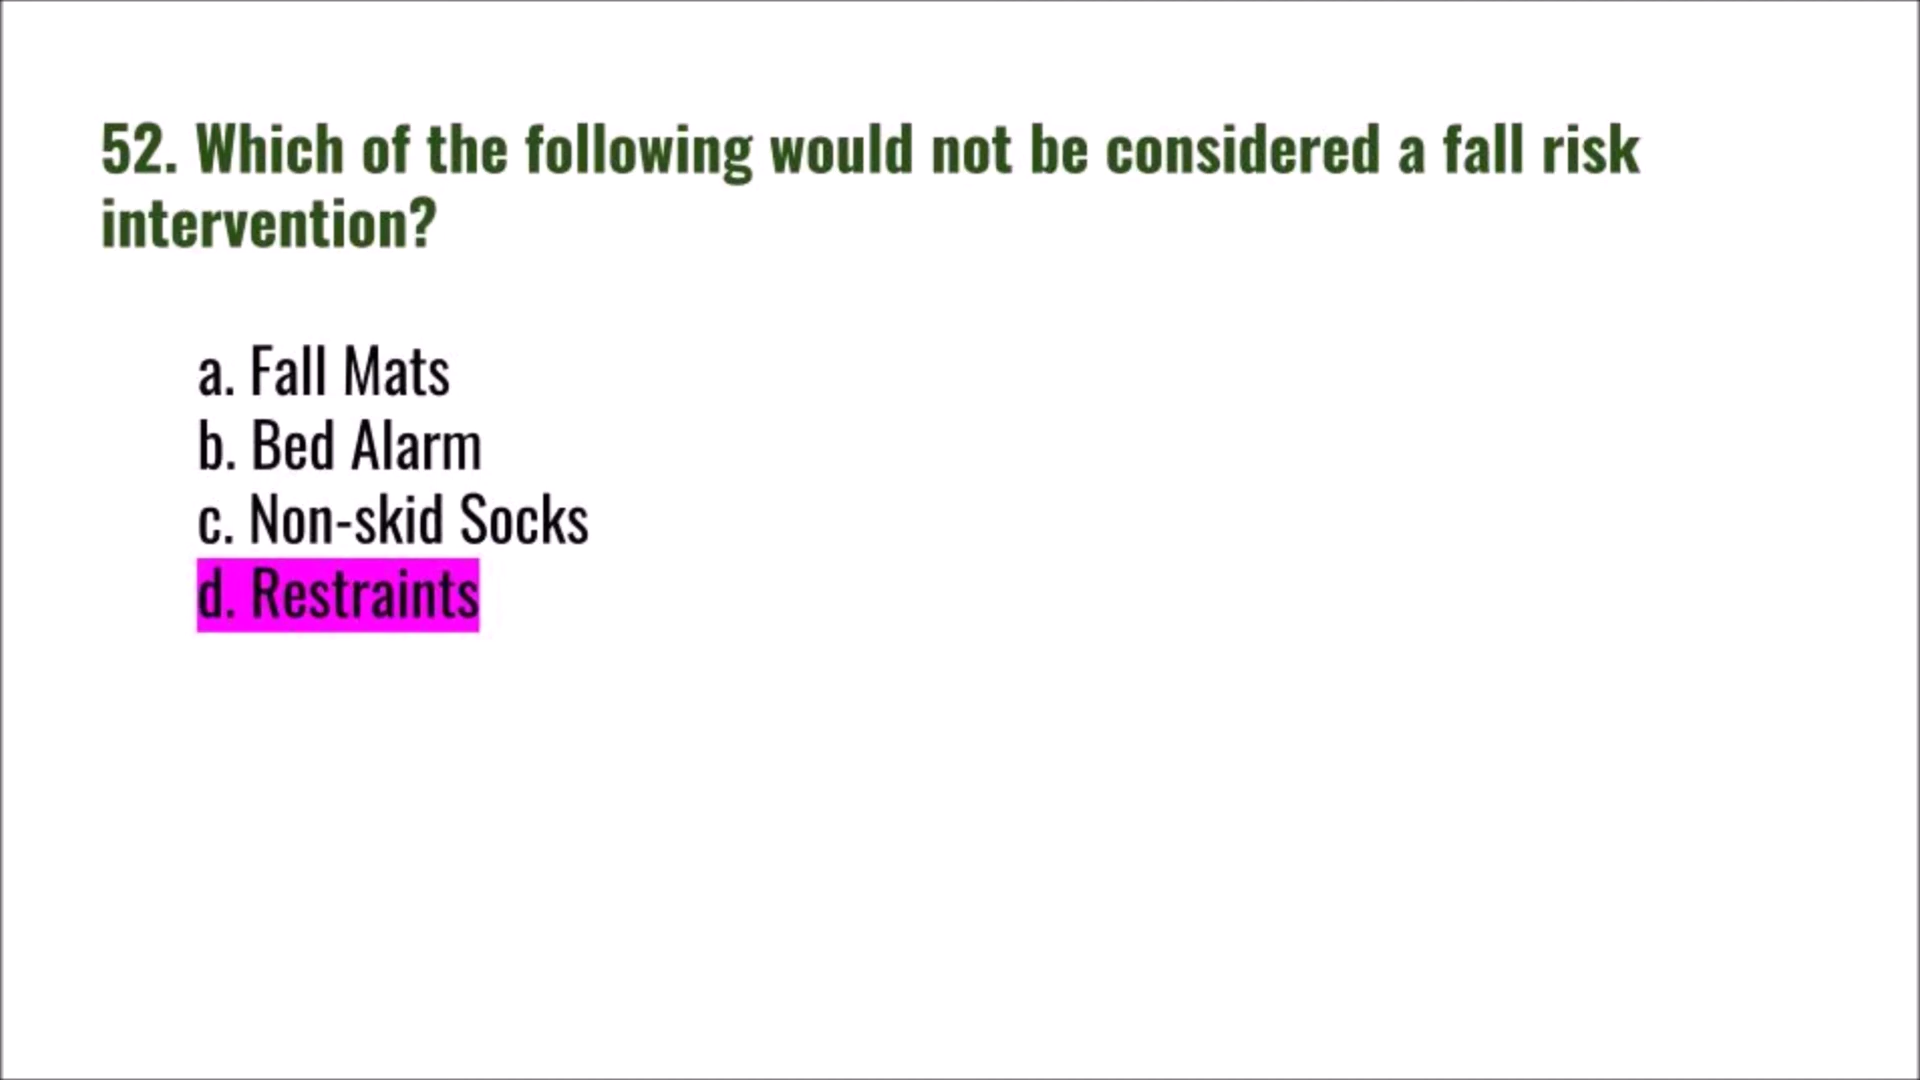 52. Which of the following would not be considered a fall risk
intervention?
a. Fall Mats
b. Bed Alarm
c. Non-skid Socks
d. Restraints